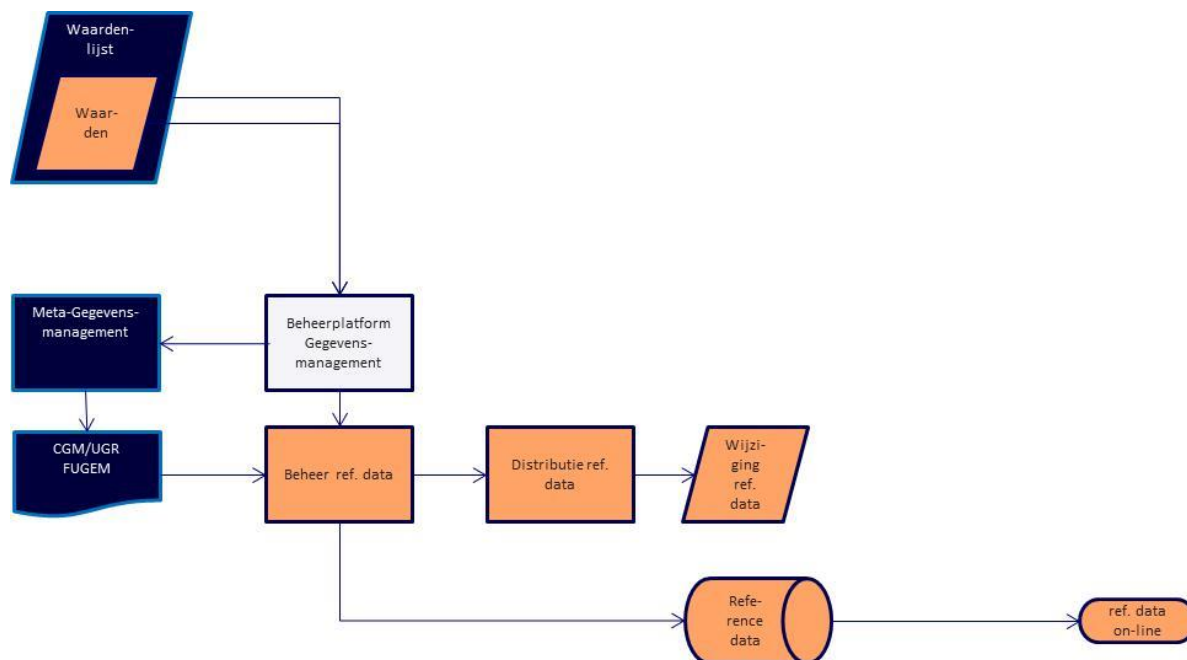 Waarden-
lijst
Waar-
den
Meta-Gegevens-
management
Beheerplatform
Gegevens-
management
CGM/UGR
FUGEM
Beheer ref. data
Distributie ref.
data
Wijzi-
ging
ref.
data
Refe-
rence
data
ref. data
on-line